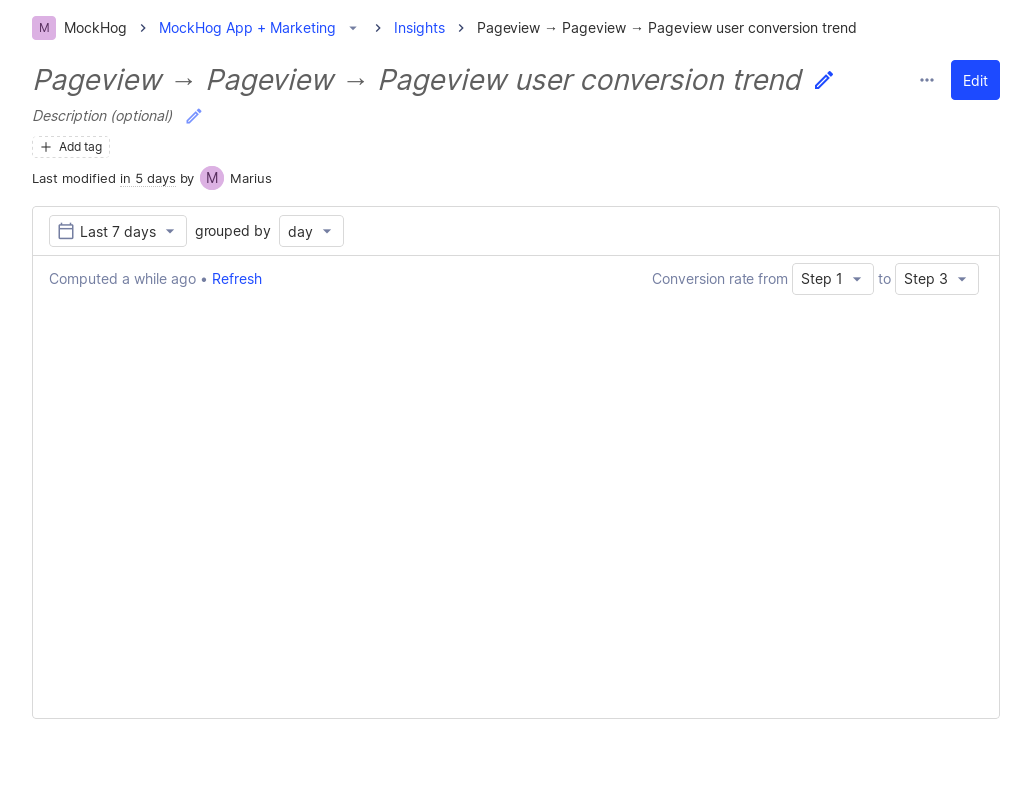 M MockHog MockHog App + Marketing Insights Pageview → Pageview → Pageview user conversion trend
Pageview → Pageview → Pageview user conversion trend
Edit
Description (optional)
Add tag
Last modified in 5 days by M Marius
Last 7 days grouped by day
Computed a while ago • Refresh
Conversion rate from Step 1 to Step 3